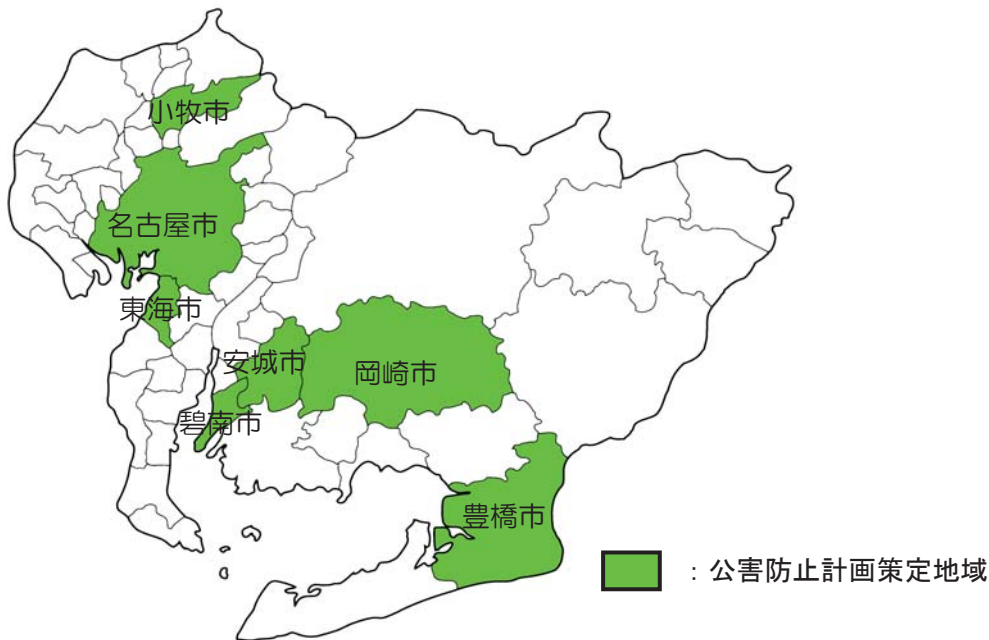 小牧市
名古屋市
東海市
安城市
岡崎市
碧南市
豊橋市
：公害防止計画策定地域